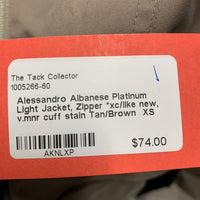 The Tack Collector
1005266-60
Alessandro Albanese Platinum
Light Jacket, Zipper *xc/like new,
v.mnr cuff stain Tan/Brown XS
AKNLXP
$74.00